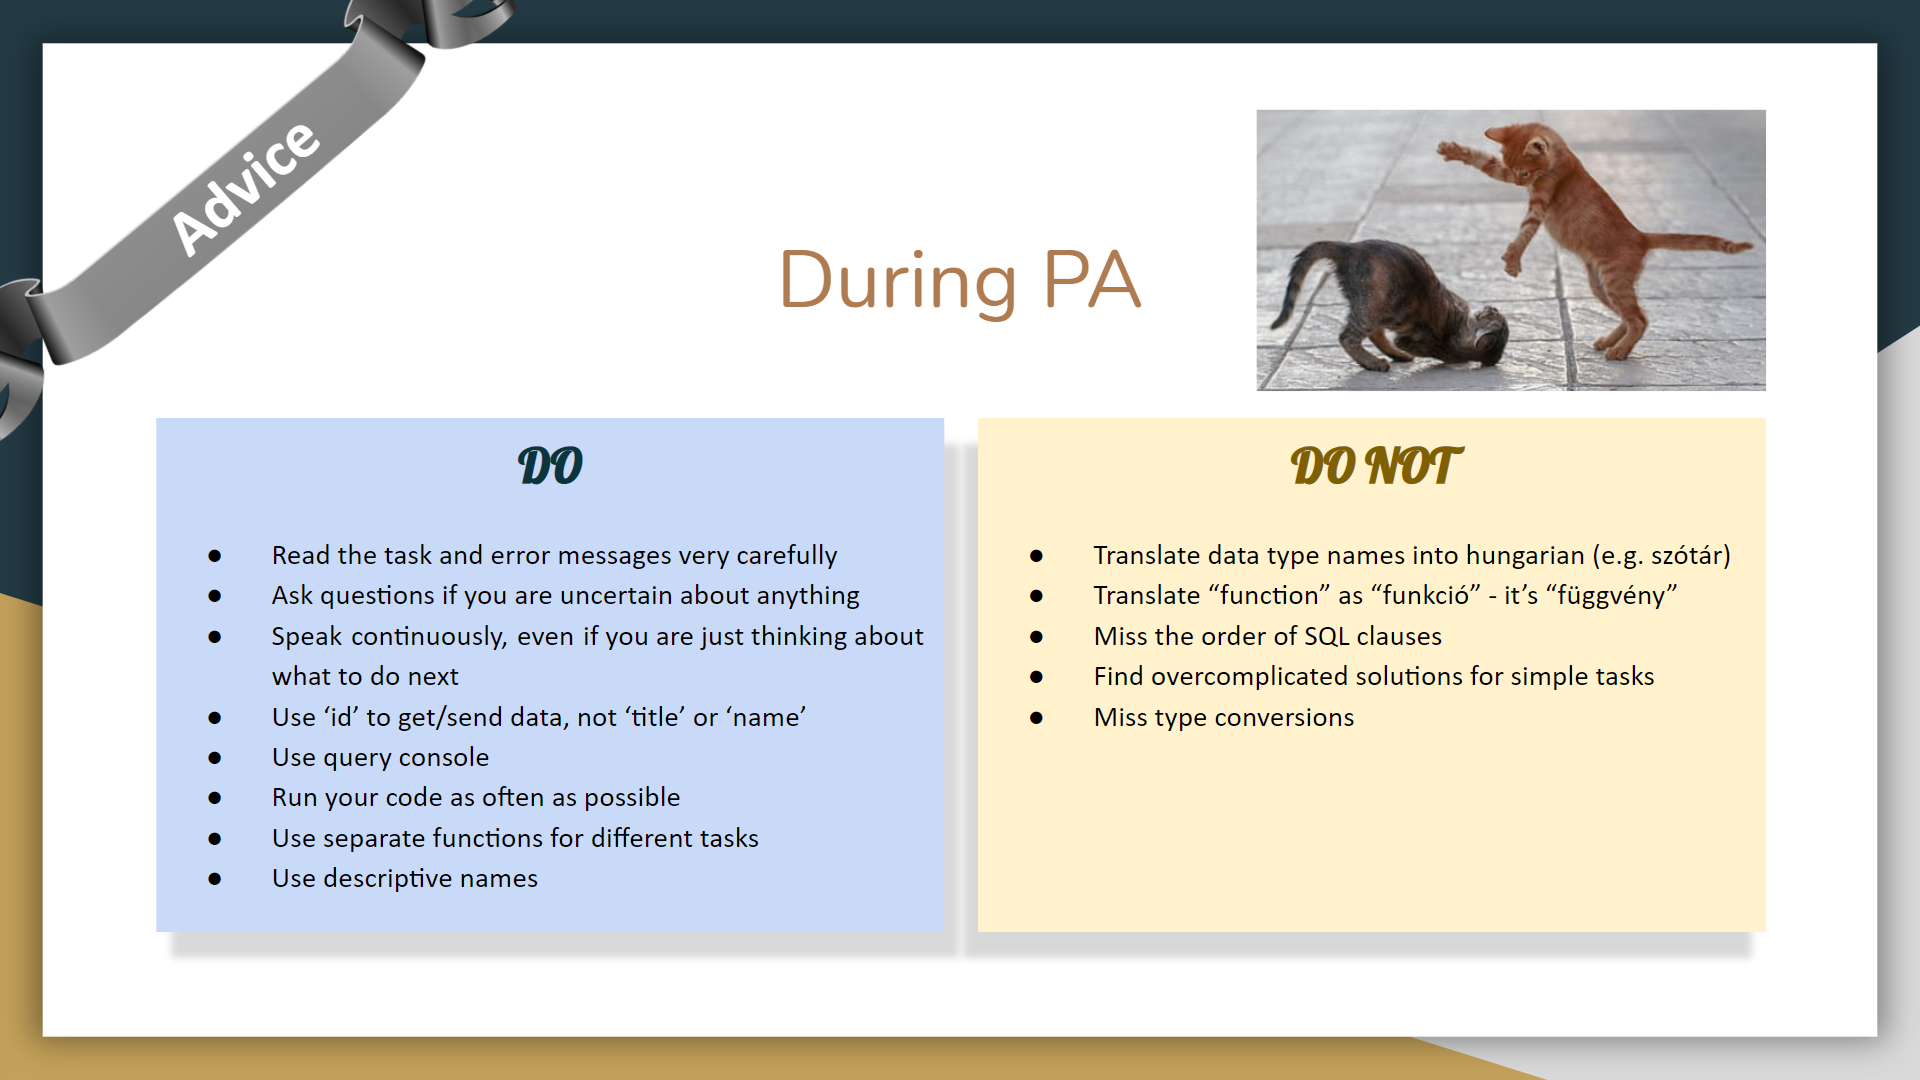 Advice
During PA
DO
● Read the task and error messages very carefully
● Ask questions if you are uncertain about anything
● Speak continuously, even if you are just thinking about
what to do next
● Use ‘id’ to get/send data, not ‘title’ or ‘name’
● Use query console
● Run your code as often as possible
● Use separate functions for different tasks
● Use descriptive names
DO NOT
● Translate data type names into hungarian (e.g. szótár)
● Translate “function” as “funkció” - it’s “függvény”
● Miss the order of SQL clauses
● Find overcomplicated solutions for simple tasks
● Miss type conversions